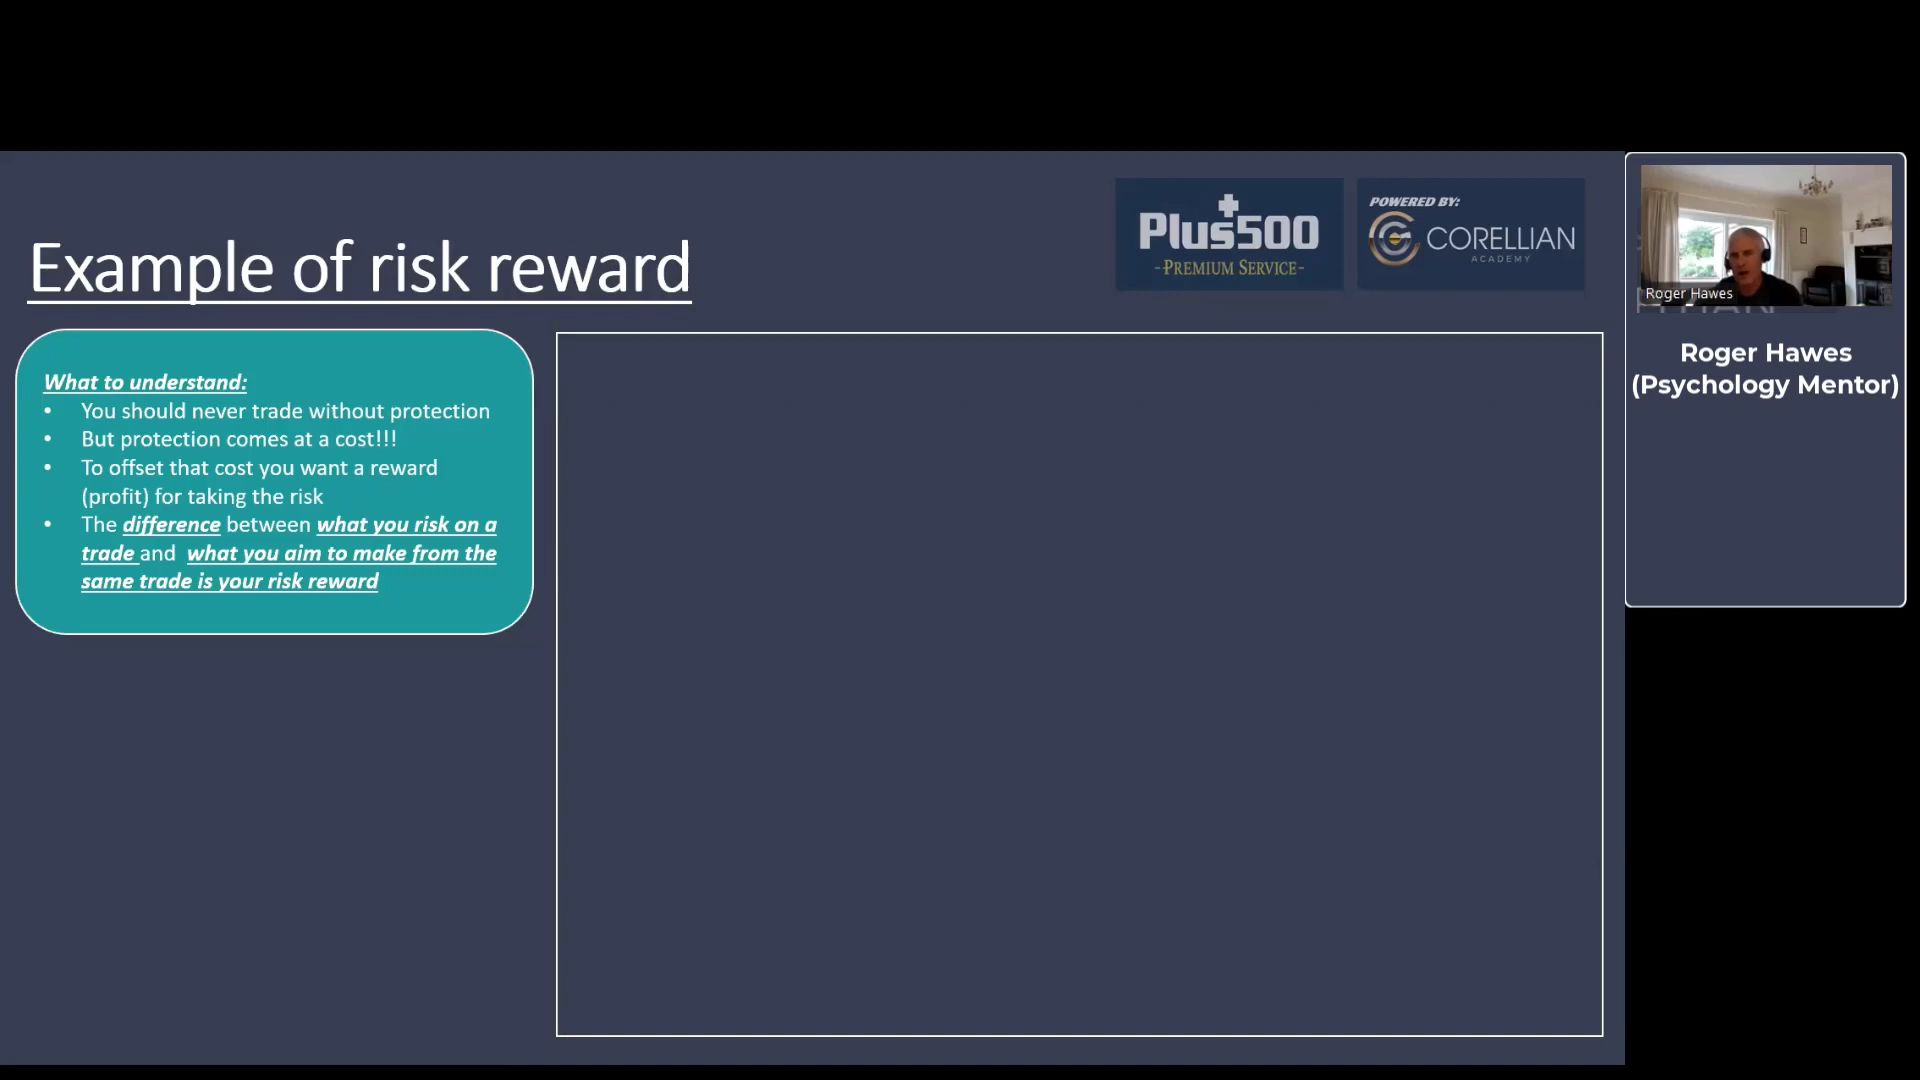 Plus500
-PREMIUM SERVICE-
POWERED BY:
CORELLIAN
ACADEMY
Example of risk reward
Roger Hawes
Roger Hawes
(Psychology Mentor)
What to understand:
• You should never trade without protection
• But protection comes at a cost!!!
• To offset that cost you want a reward
(profit) for taking the risk
• The difference between what you risk on a
trade and what you aim to make from the
same trade is your risk reward